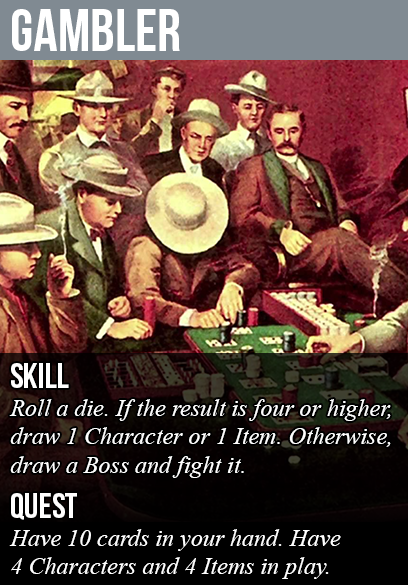 GAMBLER
SKILL
Roll a die. If the result is four or higher,
draw 1 Character or 1 Item. Otherwise,
draw a Boss and fight it.
QUEST
Have 10 cards in your hand. Have
4 Characters and 4 Items in play.